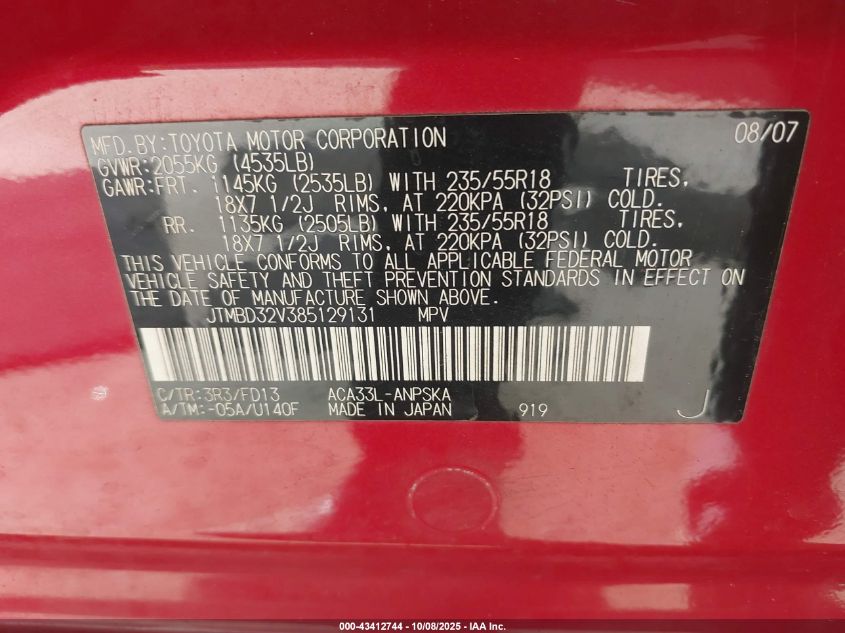 MFD.BY:TOYOTA MOTOR CORPORATION 08/07
GVWR:2055KG (4535LB)
GAWR:FRT. 1145KG (2535LB) WITH 235/55R18 TIRES,
18X7 1/2J RIMS, AT 220KPA (32PSI) COLD.
RR. 1135KG (2505LB) WITH 235/55R18 TIRES,
18X7 1/2J RIMS, AT 220KPA (32PSI) COLD.
THIS VEHICLE CONFORMS TO ALL APPLICABLE FEDERAL MOTOR
VEHICLE SAFETY AND THEFT PREVENTION STANDARDS IN EFFECT ON
THE DATE OF MANUFACTURE SHOWN ABOVE.
JTMBD32V385129131 MPV
C/TR:3R3/FD13 ACA33L-ANPSKA
A/TM:-05A/U140F MADE IN JAPAN 919 J
000-43412744 - 10/08/2025 - IAA Inc.